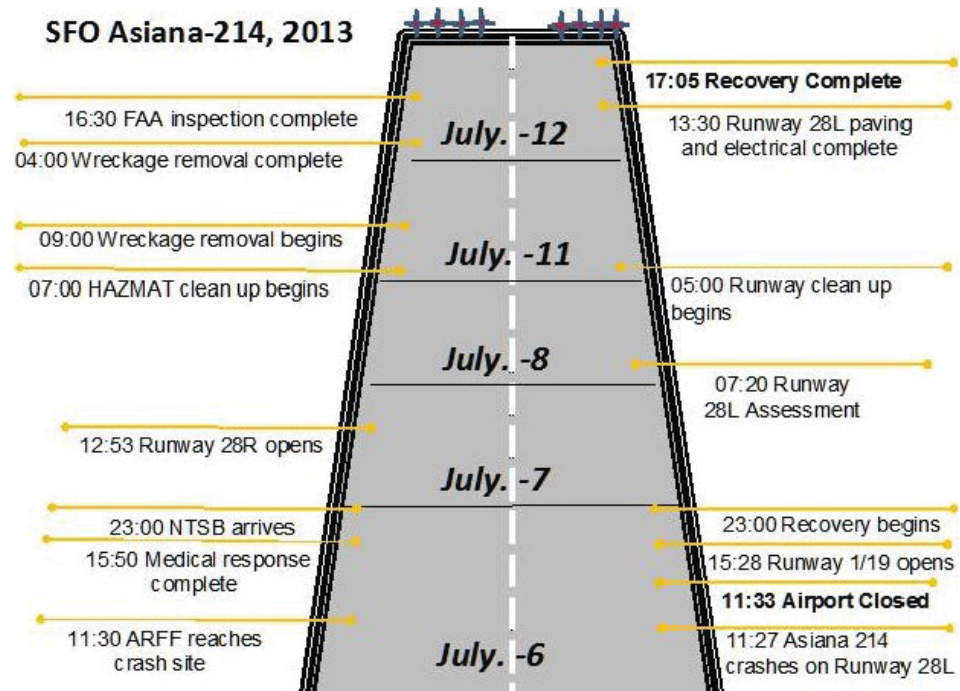 SFO Asiana-214, 2013
17:05 Recovery Complete
16:30 FAA inspection complete
13:30 Runway 28L paving
and electrical complete
July. -12
04:00 Wreckage removal complete
09:00 Wreckage removal begins
July. -11
07:00 HAZMAT clean up begins
05:00 Runway clean up
begins
July. -8
07:20 Runway
28L Assessment
12:53 Runway 28R opens
July. -7
23:00 NTSB arrives
23:00 Recovery begins
15:50 Medical response
complete
15:28 Runway 1/19 opens
11:33 Airport Closed
11:30 ARFF reaches
crash site
11:27 Asiana 214
crashes on Runway 28L
July. -6